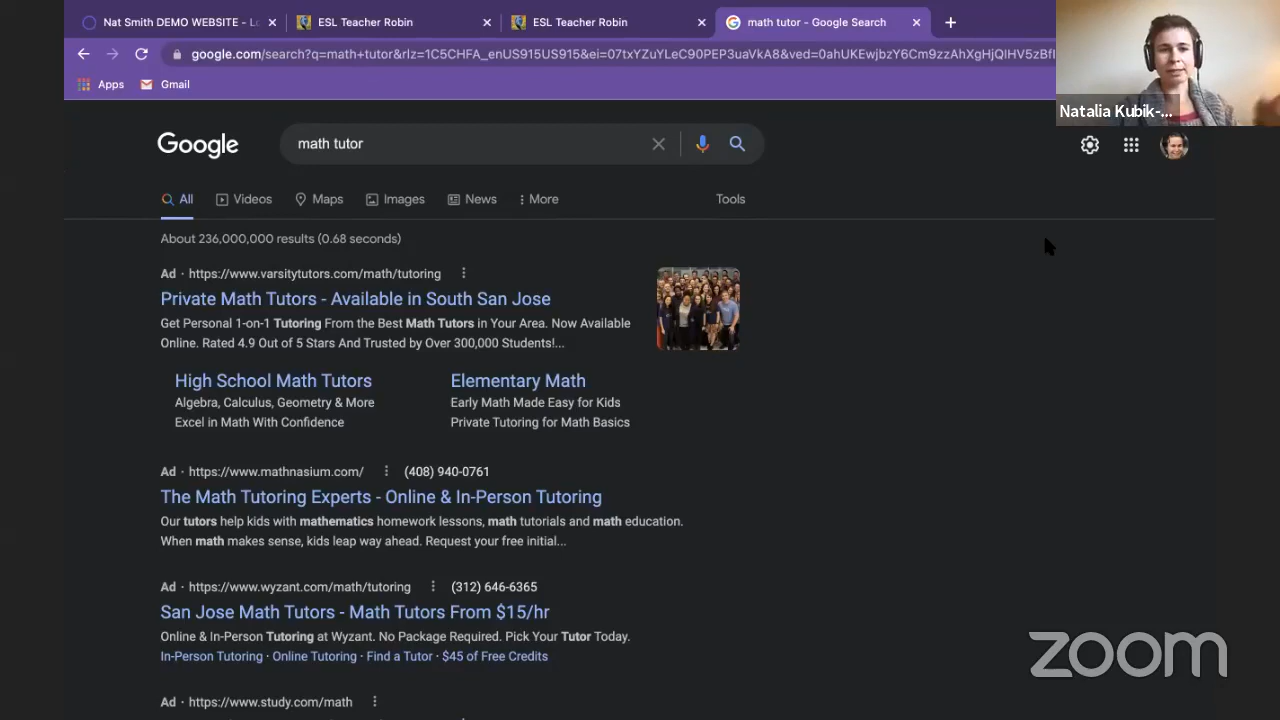 Nat Smith DEMO WEBSITE - Lo
ESL Teacher Robin
ESL Teacher Robin
math tutor - Google Search
google.com/search?q=math+tutor&rlz=1C5CHFA_enUS915US915&ei=07txYZuYLeC90PEP3uaVkA8&ved=0ahUKEwjbzY6Cm9zzAhXgHjQIHV5zBf
Apps
Gmail
Natalia Kubik-...
Google
math tutor
All
Videos
Maps
Images
News
More
Tools
About 236,000,000 results (0.68 seconds)
Ad · https://www.varsitytutors.com/math/tutoring
Private Math Tutors - Available in South San Jose
Get Personal 1-on-1 Tutoring From the Best Math Tutors in Your Area. Now Available
Online. Rated 4.9 Out of 5 Stars And Trusted by Over 300,000 Students!...
High School Math Tutors
Algebra, Calculus, Geometry & More
Excel in Math With Confidence
Elementary Math
Early Math Made Easy for Kids
Private Tutoring for Math Basics
Ad · https://www.mathnasium.com/ (408) 940-0761
The Math Tutoring Experts - Online & In-Person Tutoring
Our tutors help kids with mathematics homework lessons, math tutorials and math education.
When math makes sense, kids leap way ahead. Request your free initial...
Ad · https://www.wyzant.com/math/tutoring (312) 646-6365
San Jose Math Tutors - Math Tutors From $15/hr
Online & In-Person Tutoring at Wyzant. No Package Required. Pick Your Tutor Today.
In-Person Tutoring · Online Tutoring · Find a Tutor · $45 of Free Credits
Ad · https://www.study.com/math
zoom